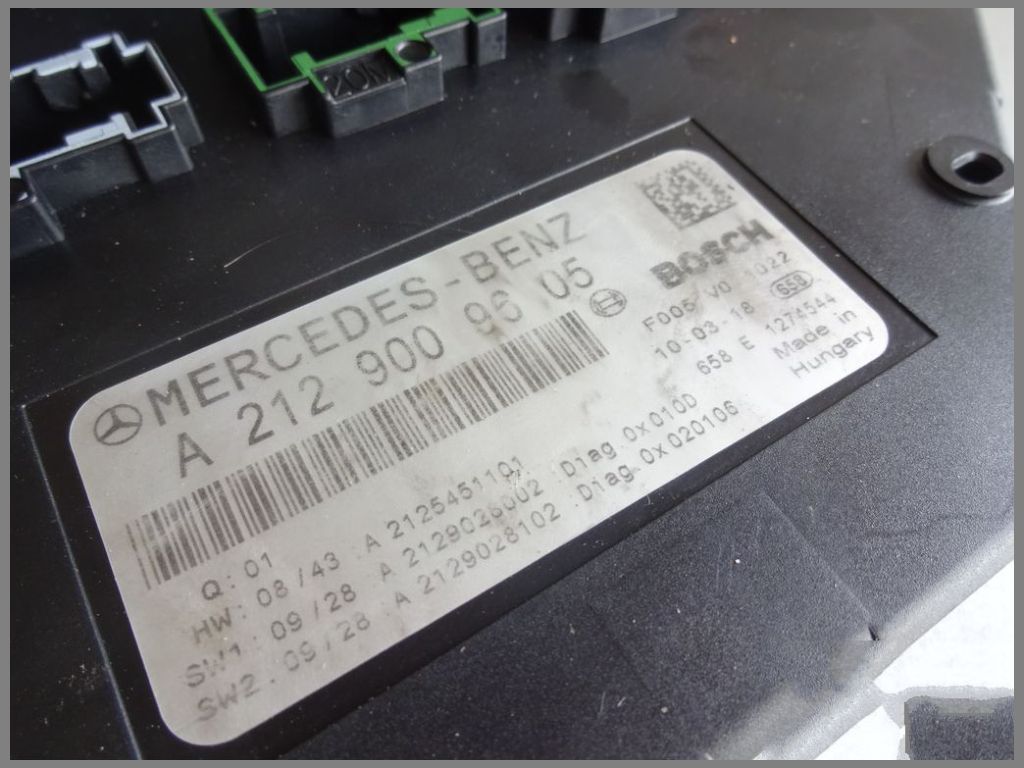 MERCEDES-BENZ
A 212 900 96 05
BOSCH
F005 V0 1022
10-03-18 658
658 E 1274544
Made in
Hungary
Q: 01
HW: 08/43 A 2125451101
SW1: 09/28 A 2129028002 Diag.0x010D
SW2. 09/28 A 2129028102 Diag.0x020106